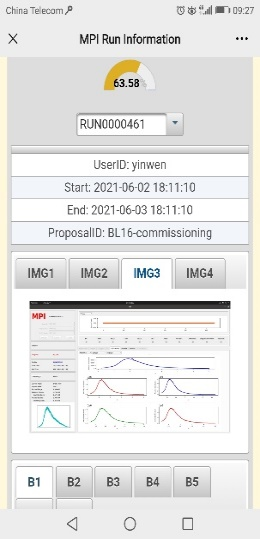 China Telecom 09:27
MPI Run Information
63.58
RUN0000461
UserID: yinwen
Start: 2021-06-02 18:11:10
End: 2021-06-03 18:11:10
ProposalID: BL16-commissioning
IMG1 IMG2 IMG3 IMG4
MPI
B1 B2 B3 B4 B5